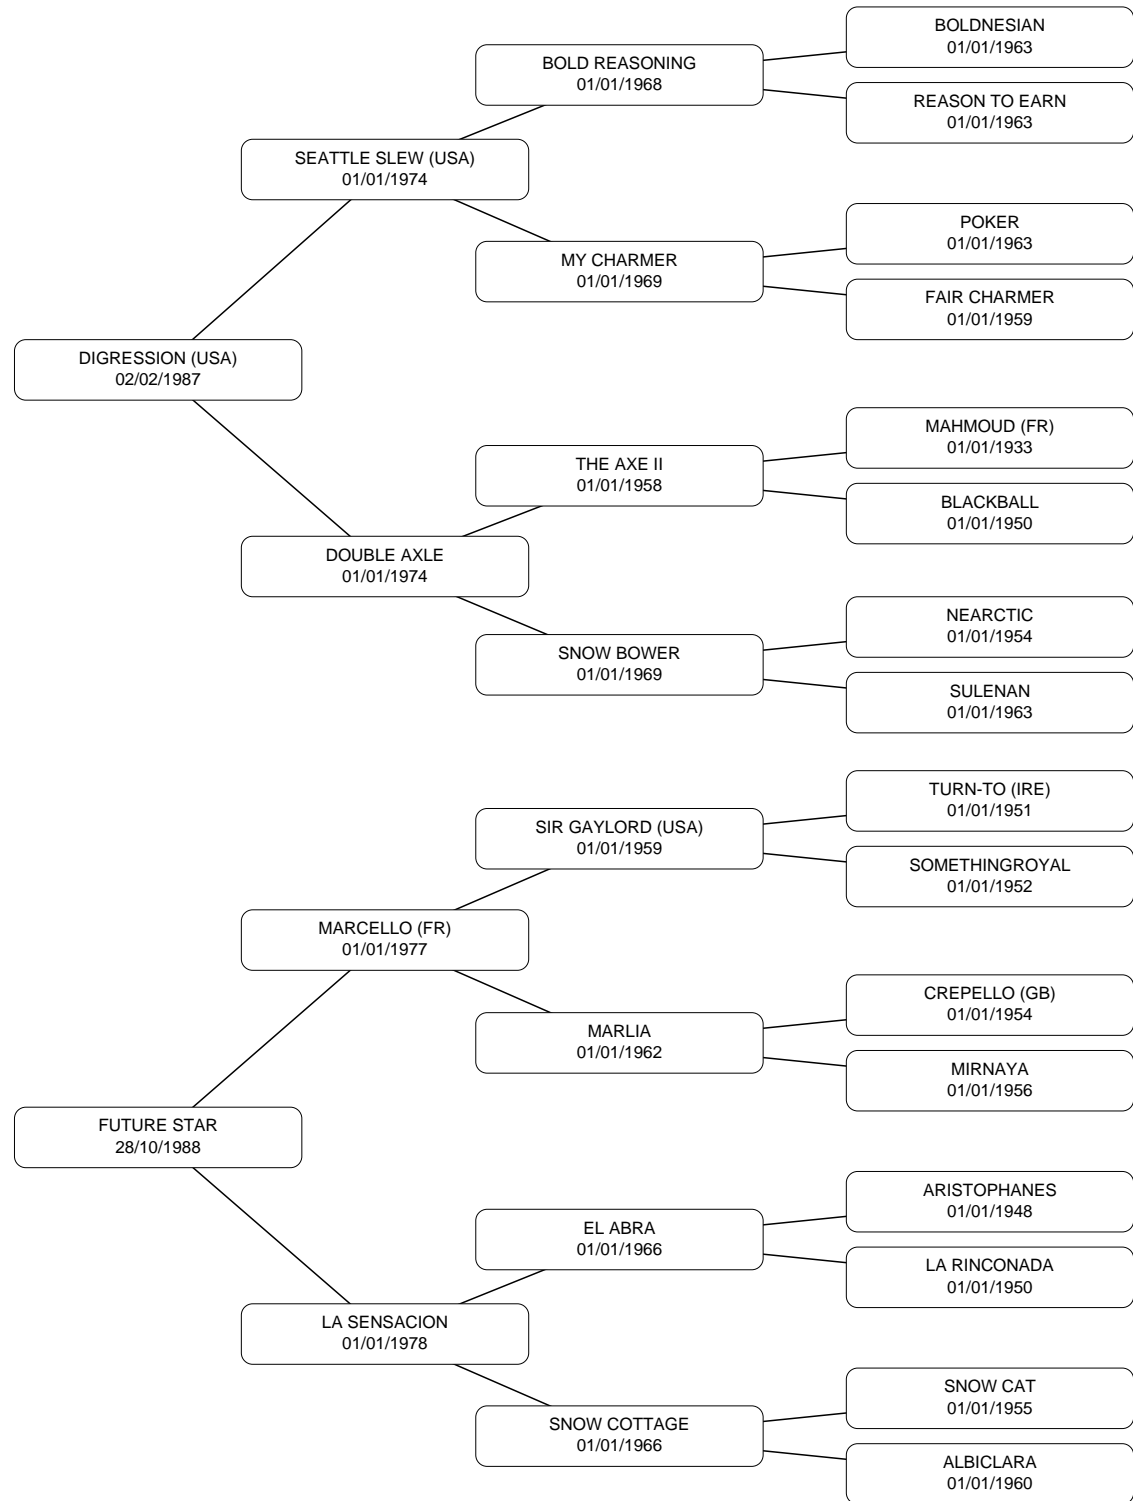 BOLDNESIAN
01/01/1963
BOLD REASONING
01/01/1968
REASON TO EARN
01/01/1963
SEATTLE SLEW (USA)
01/01/1974
POKER
01/01/1963
MY CHARMER
01/01/1969
FAIR CHARMER
01/01/1959
DIGRESSION (USA)
02/02/1987
MAHMOUD (FR)
01/01/1933
THE AXE II
01/01/1958
BLACKBALL
01/01/1950
DOUBLE AXLE
01/01/1974
NEARCTIC
01/01/1954
SNOW BOWER
01/01/1969
SULENAN
01/01/1963
TURN-TO (IRE)
01/01/1951
SIR GAYLORD (USA)
01/01/1959
SOMETHINGROYAL
01/01/1952
MARCELLO (FR)
01/01/1977
CREPELLO (GB)
01/01/1954
MARLIA
01/01/1962
MIRNAYA
01/01/1956
FUTURE STAR
28/10/1988
ARISTOPHANES
01/01/1948
EL ABRA
01/01/1966
LA RINCONADA
01/01/1950
LA SENSACION
01/01/1978
SNOW CAT
01/01/1955
SNOW COTTAGE
01/01/1966
ALBICLARA
01/01/1960